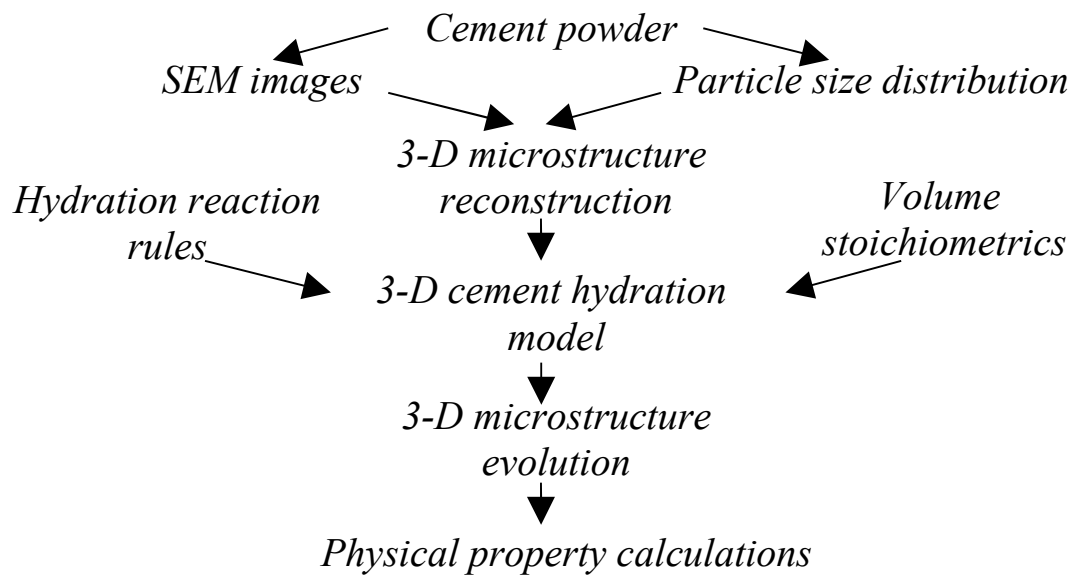 Cement powder
SEM images
Particle size distribution
3-D microstructure
reconstruction
Hydration reaction
rules
Volume
stoichiometrics
3-D cement hydration
model
3-D microstructure
evolution
Physical property calculations